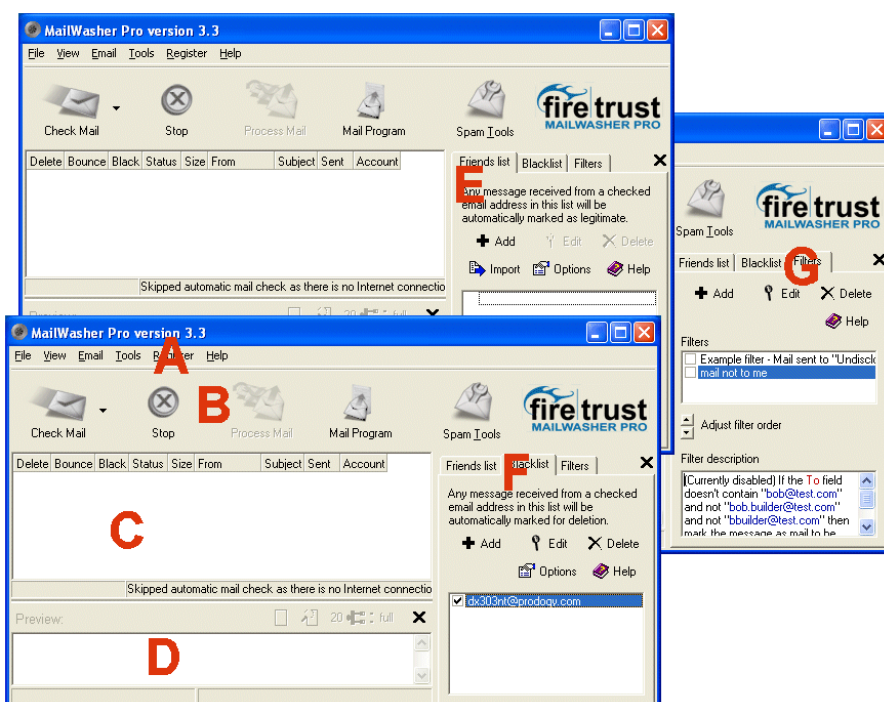 MailWasher Pro version 3.3
File View Email Tools Register Help
Check Mail Stop Process Mail Mail Program Spam Tools
firetrust
MAILWASHER PRO
Delete Bounce Black Status Size From Subject Sent Account
Friends list Blacklist Filters
E
Any message received from a checked
email address in this list will be
automatically marked as legitimate.
Add Edit Delete
Import Options Help
Skipped automatic mail check as there is no Internet connectio
Spam Tools
firetrust
MAILWASHER PRO
Friends list Blacklist Filters
G
Add Edit Delete
Help
Filters
Example filter - Mail sent to "Undiscl
mail not to me
Adjust filter order
Filter description
(Currently disabled) If the To field
doesn't contain "bob@test.com"
and not "bob.builder@test.com"
and not "bbuilder@test.com" then
mark the message as mail to be
MailWasher Pro version 3.3
File View Email Tools Register Help
A
B
Check Mail Stop Process Mail Mail Program Spam Tools
firetrust
MAILWASHER PRO
Delete Bounce Black Status Size From Subject Sent Account
Friends list Blacklist Filters
F
Any message received from a checked
email address in this list will be
automatically marked for deletion.
C
Add Edit Delete
Options Help
Skipped automatic mail check as there is no Internet connectio
Preview: 20 full
D